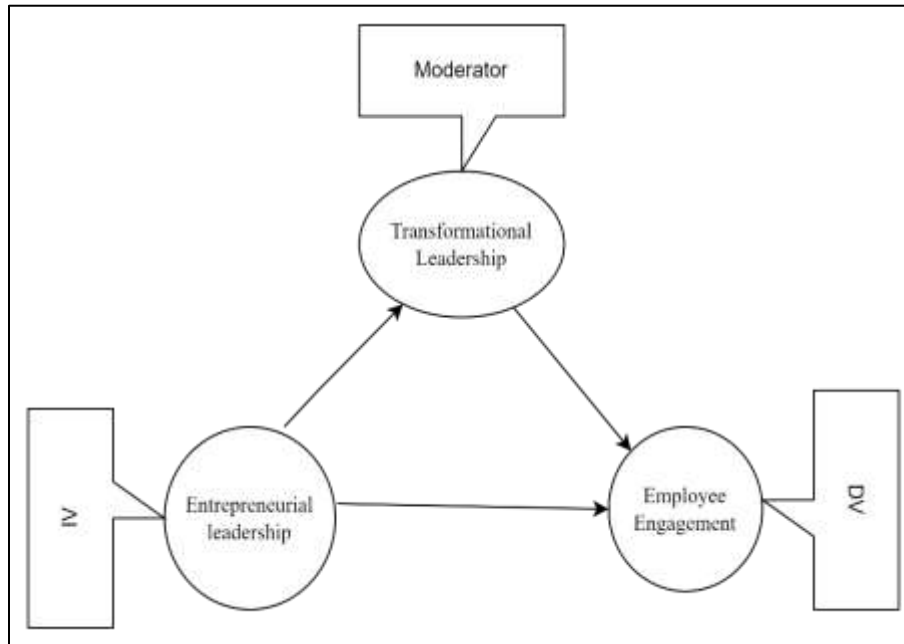 Moderator
Transformational
Leadership
IV
Entrepreneurial
leadership
Employee
Engagement
DV